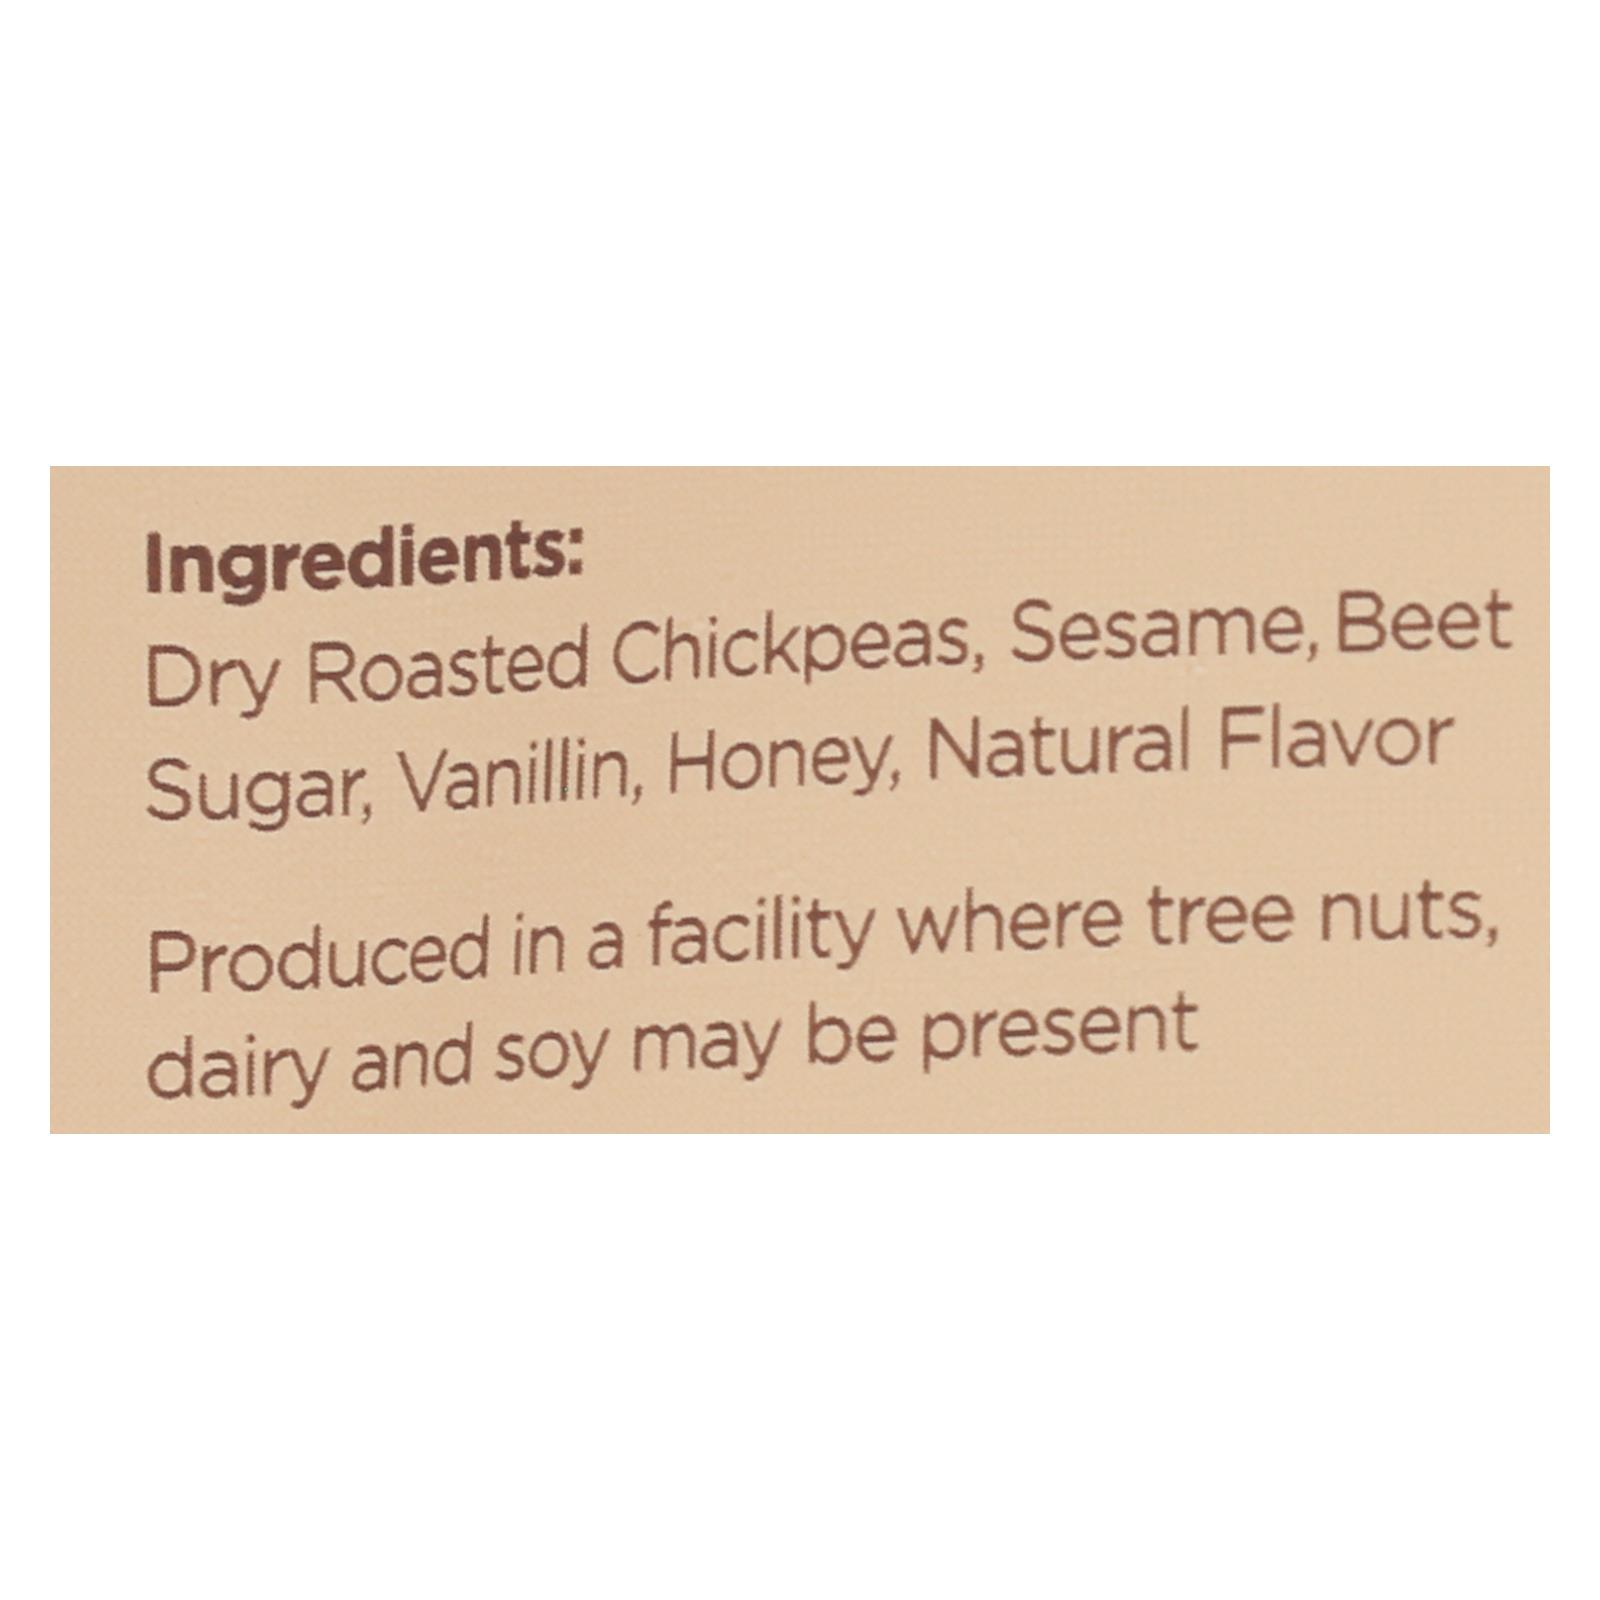 Ingredients:
Dry Roasted Chickpeas, Sesame, Beet
Sugar, Vanillin, Honey, Natural Flavor
Produced in a facility where tree nuts,
dairy and soy may be present